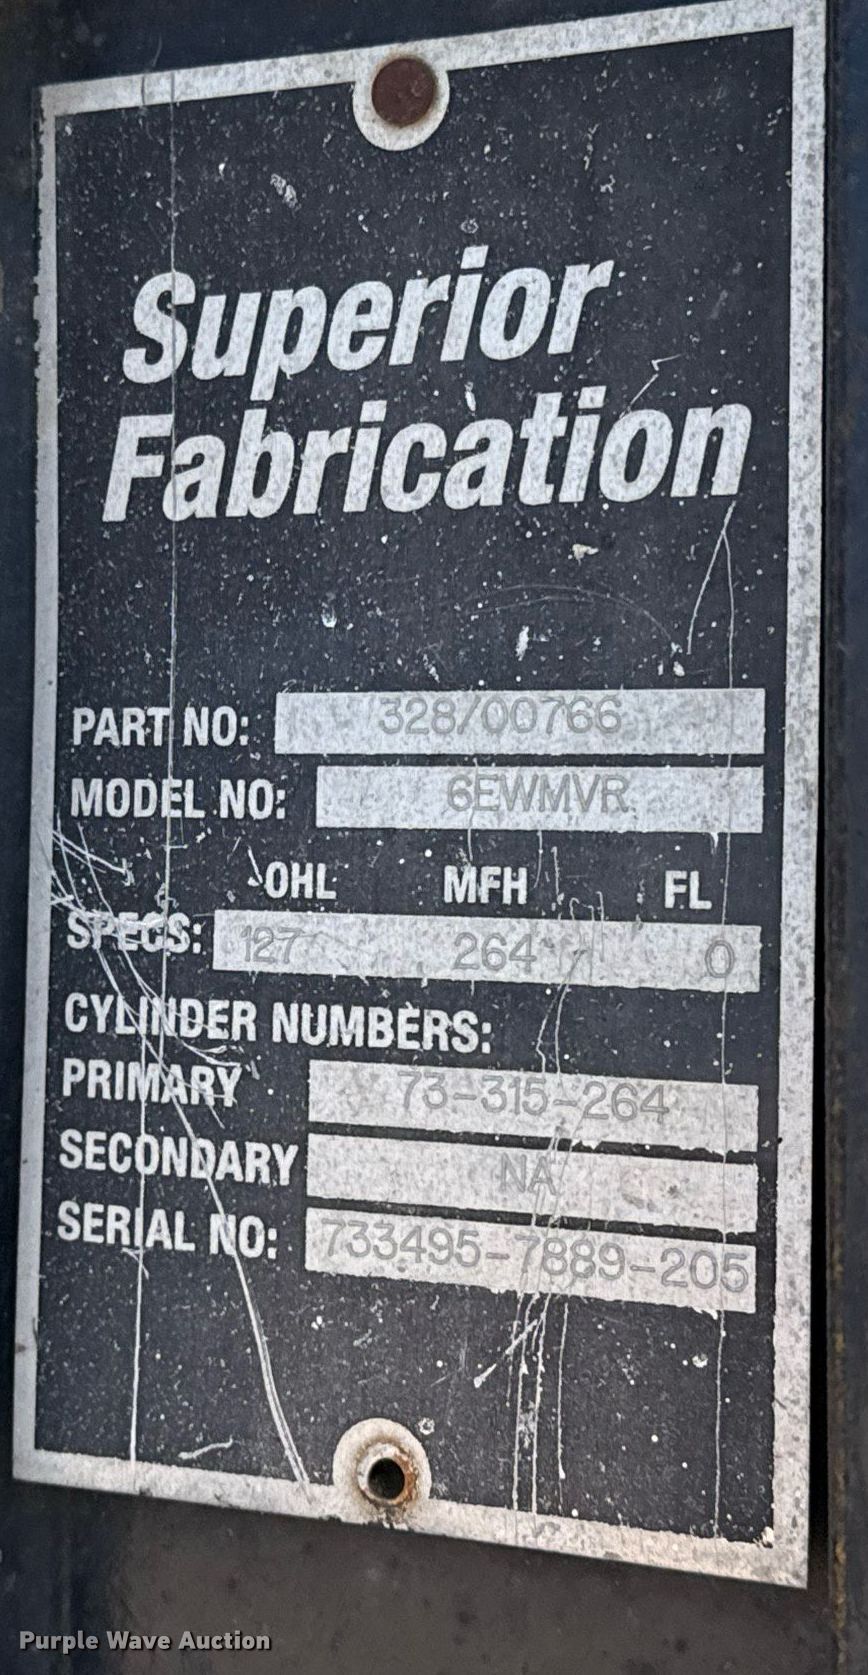 Superior
Fabrication
PART NO: 328/00766
MODEL NO: 6EWMVR
OHL MFH FL
SPECS: 127 264 0
CYLINDER NUMBERS:
PRIMARY 73-315-264
SECONDARY NA
SERIAL NO: 733495-7889-205
Purple Wave Auction